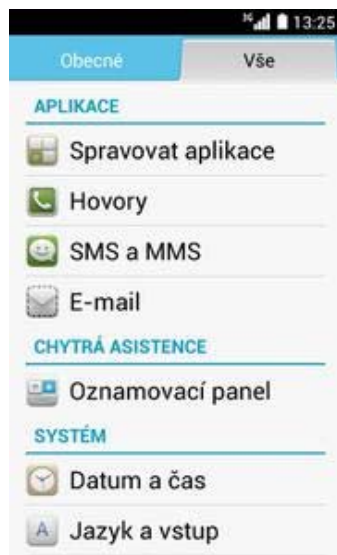 3G 13:25
Obecné Vše
APLIKACE
Spravovat aplikace
Hovory
SMS a MMS
E-mail
CHYTRÁ ASISTENCE
Oznamovací panel
SYSTÉM
Datum a čas
A Jazyk a vstup